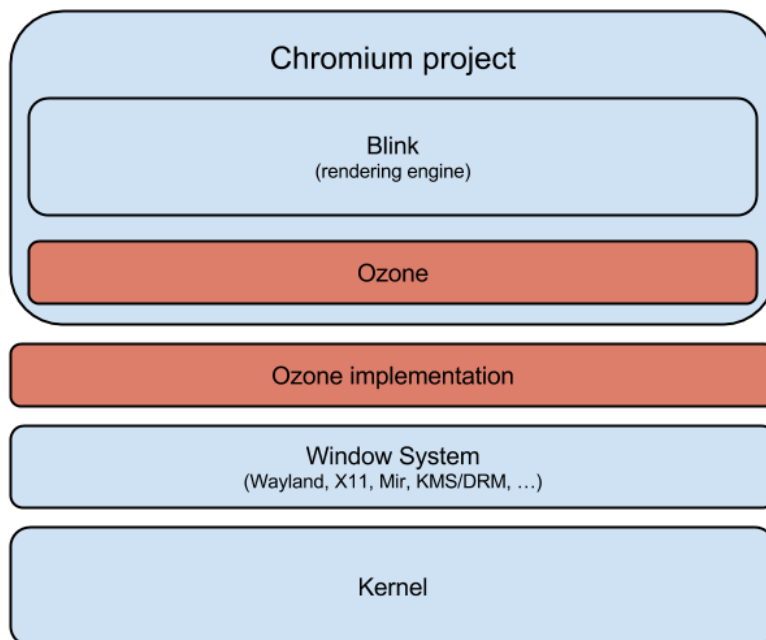 Chromium project
Blink
(rendering engine)
Ozone
Ozone implementation
Window System
(Wayland, X11, Mir, KMS/DRM, …)
Kernel